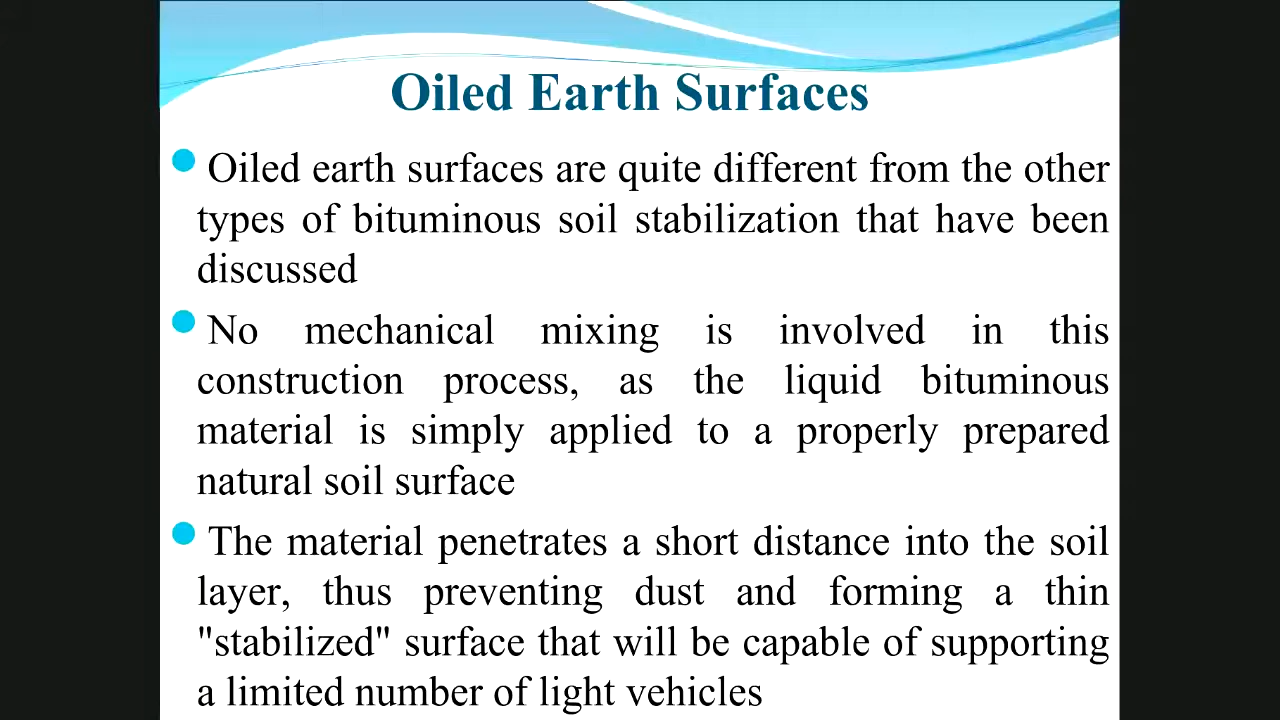 Oiled Earth Surfaces
Oiled earth surfaces are quite different from the other
types of bituminous soil stabilization that have been
discussed
No mechanical mixing is involved in this
construction process, as the liquid bituminous
material is simply applied to a properly prepared
natural soil surface
The material penetrates a short distance into the soil
layer, thus preventing dust and forming a thin
"stabilized" surface that will be capable of supporting
a limited number of light vehicles